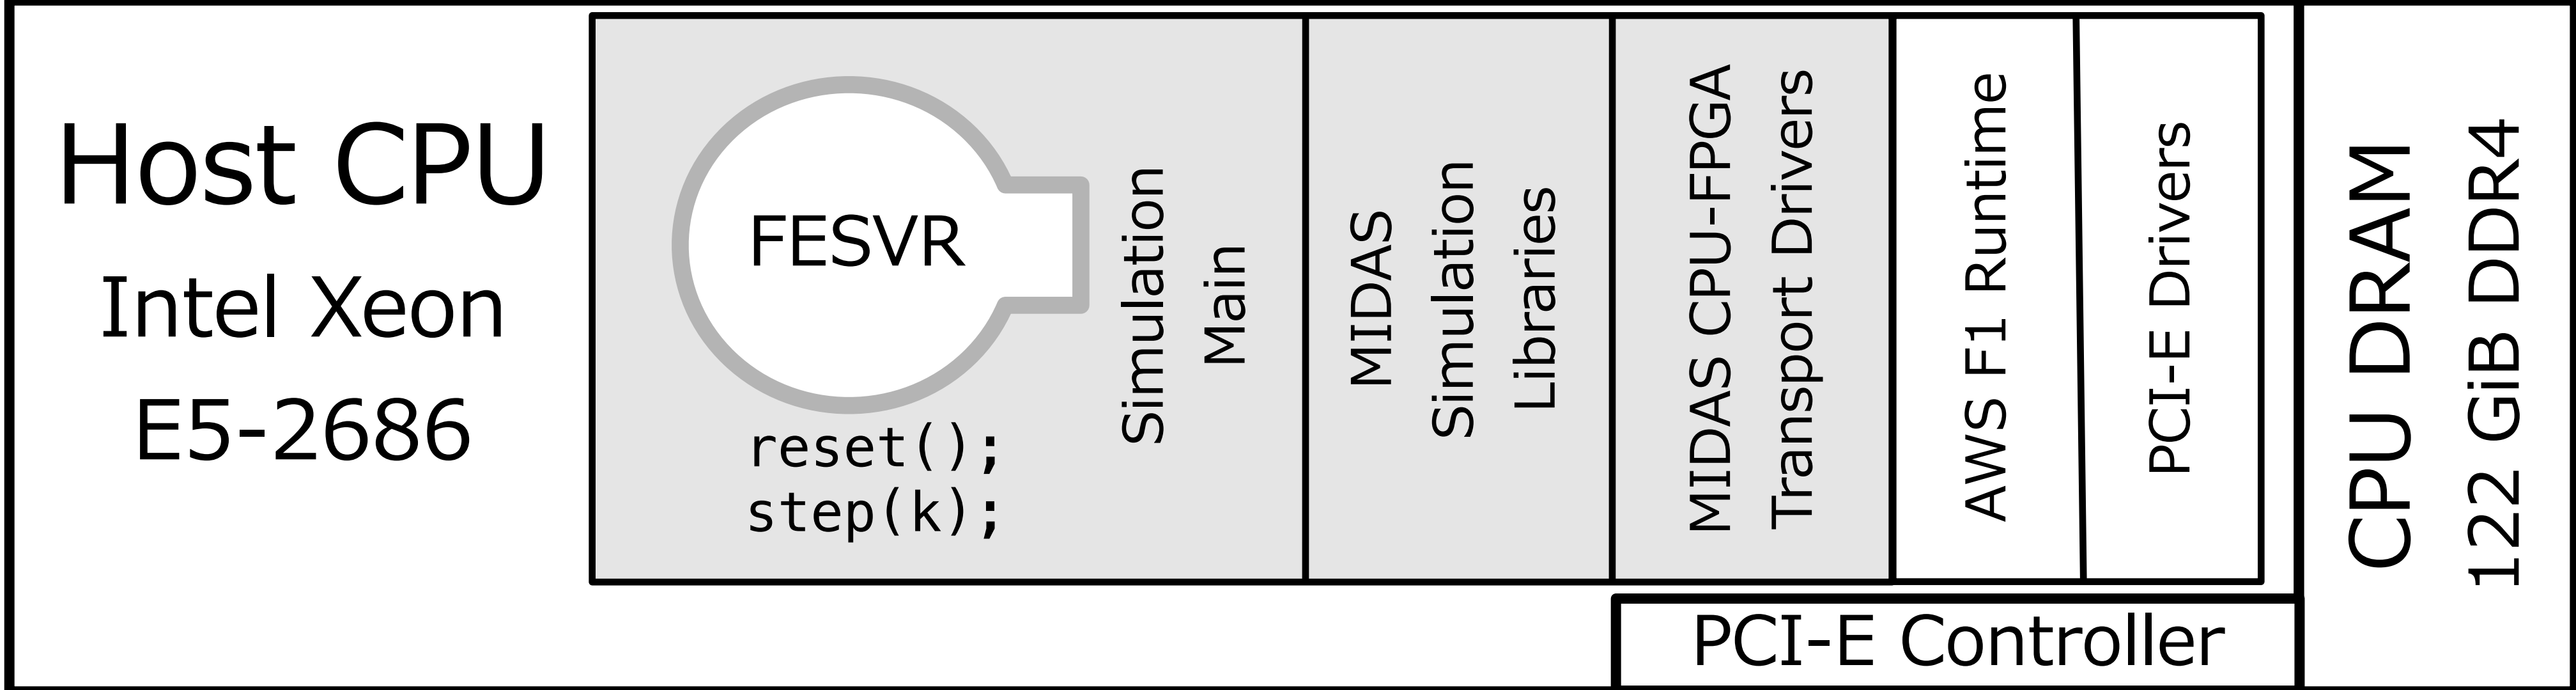 Host CPU
Intel Xeon
E5-2686
FESVR
reset();
step(k);
Simulation
Main
MIDAS
Simulation
Libraries
MIDAS CPU-FPGA
Transport Drivers
AWS F1 Runtime
PCI-E Drivers
PCI-E Controller
CPU DRAM
122 GiB DDR4